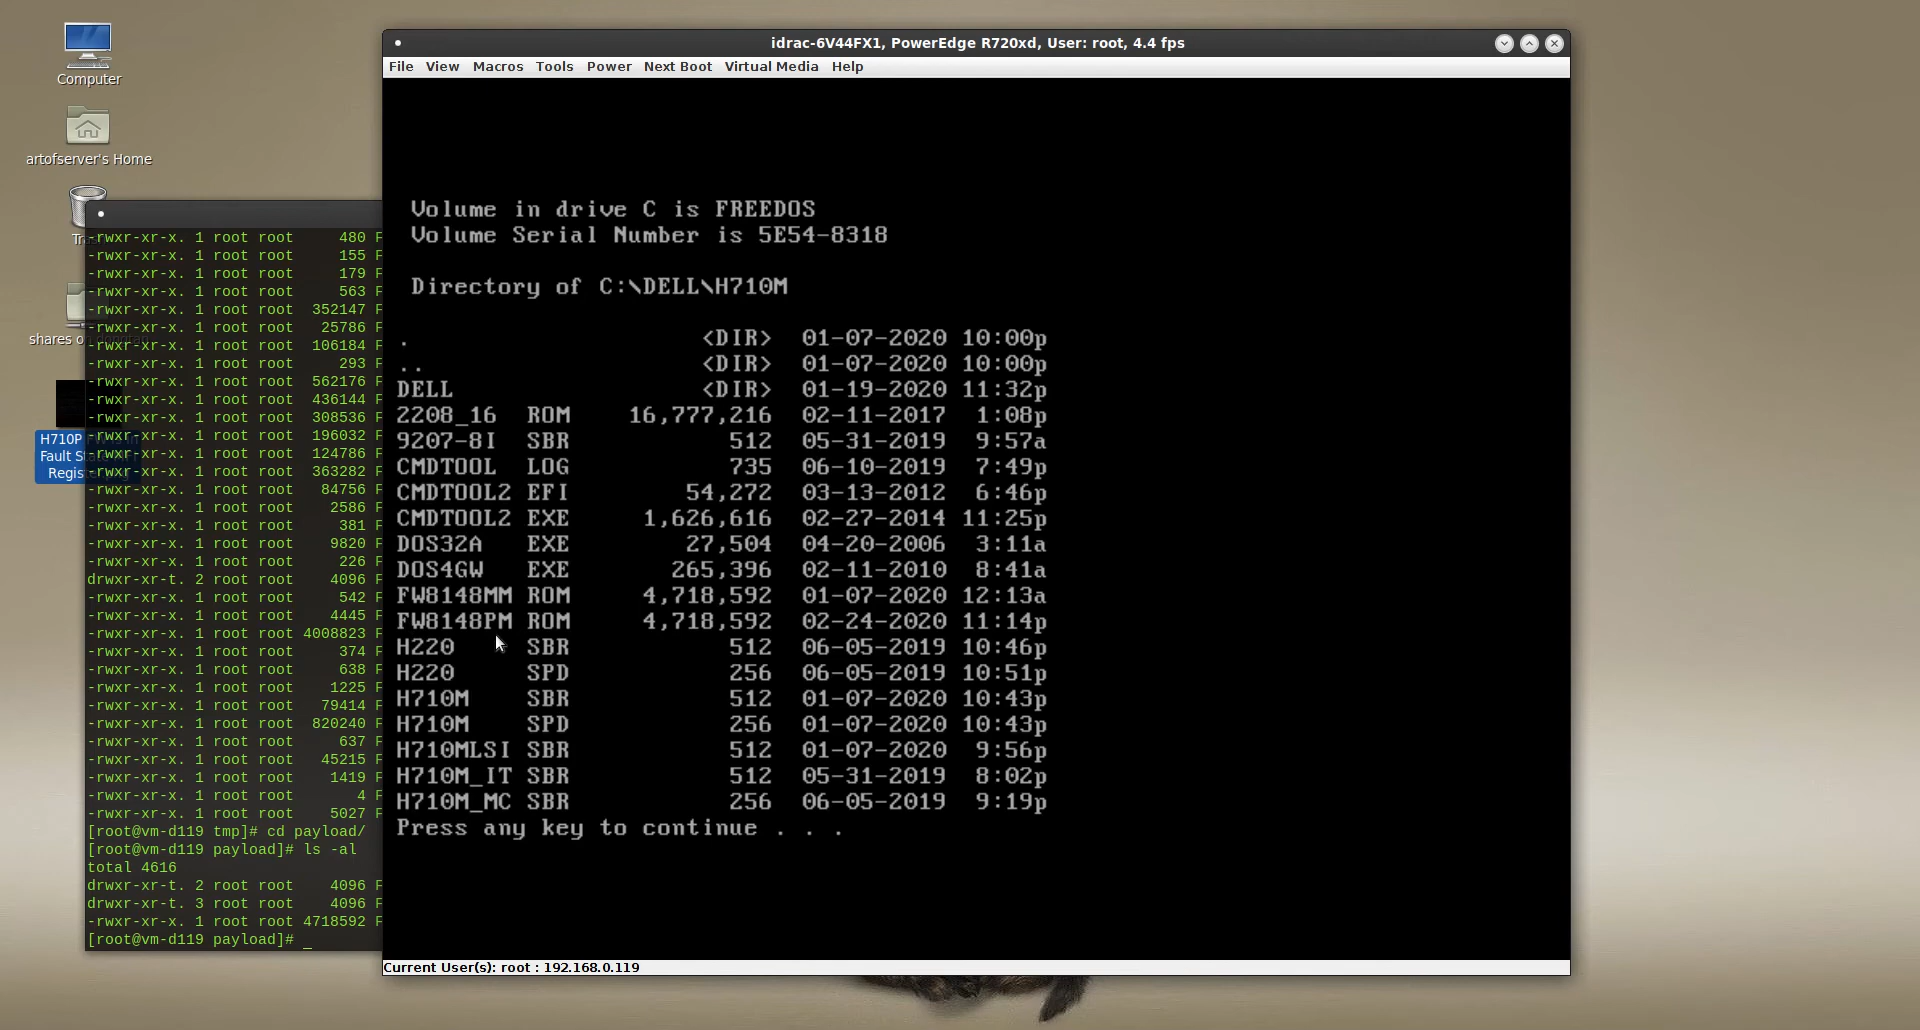 Computer
artofserver's Home
shares on
H710P
Fault Sta
Regis
-rwxr-xr-x. 1 root root 480 F
-rwxr-xr-x. 1 root root 155 F
-rwxr-xr-x. 1 root root 179 F
-rwxr-xr-x. 1 root root 563 F
-rwxr-xr-x. 1 root root 352147 F
-rwxr-xr-x. 1 root root 25786 F
-rwxr-xr-x. 1 root root 106184 F
-rwxr-xr-x. 1 root root 293 F
-rwxr-xr-x. 1 root root 562176 F
-rwxr-xr-x. 1 root root 436144 F
-rwxr-xr-x. 1 root root 308536 F
-rwxr-xr-x. 1 root root 196032 F
-rwxr-xr-x. 1 root root 124786 F
-rwxr-xr-x. 1 root root 363282 F
-rwxr-xr-x. 1 root root 84756 F
-rwxr-xr-x. 1 root root 2586 F
-rwxr-xr-x. 1 root root 381 F
-rwxr-xr-x. 1 root root 9820 F
-rwxr-xr-x. 1 root root 226 F
drwxr-xr-t. 2 root root 4096 F
-rwxr-xr-x. 1 root root 542 F
-rwxr-xr-x. 1 root root 4445 F
-rwxr-xr-x. 1 root root 4008823 F
-rwxr-xr-x. 1 root root 374 F
-rwxr-xr-x. 1 root root 638 F
-rwxr-xr-x. 1 root root 1225 F
-rwxr-xr-x. 1 root root 79414 F
-rwxr-xr-x. 1 root root 820240 F
-rwxr-xr-x. 1 root root 637 F
-rwxr-xr-x. 1 root root 45215 F
-rwxr-xr-x. 1 root root 1419 F
-rwxr-xr-x. 1 root root 4 F
-rwxr-xr-x. 1 root root 5027 F
[root@vm-d119 tmp]# cd payload/
[root@vm-d119 payload]# ls -al
total 4616
drwxr-xr-t. 2 root root 4096 F
drwxr-xr-t. 3 root root 4096 F
-rwxr-xr-x. 1 root root 4718592 F
[root@vm-d119 payload]# _
idrac-6V44FX1, PowerEdge R720xd, User: root, 4.4 fps
File View Macros Tools Power Next Boot Virtual Media Help
Volume in drive C is FREEDOS
Volume Serial Number is 5E54-8318
Directory of C:\DELL\H710M
. <DIR> 01-07-2020 10:00p
.. <DIR> 01-07-2020 10:00p
DELL <DIR> 01-19-2020 11:32p
2208_16 ROM 16,777,216 02-11-2017 1:08p
9207-8I SBR 512 05-31-2019 9:57a
CMDTOOL LOG 735 06-10-2019 7:49p
CMDTOOL2 EFI 54,272 03-13-2012 6:46p
CMDTOOL2 EXE 1,626,616 02-27-2014 11:25p
DOS32A EXE 27,504 04-20-2006 3:11a
DOS4GW EXE 265,396 02-11-2010 8:41a
FW8148MM ROM 4,718,592 01-07-2020 12:13a
FW8148PM ROM 4,718,592 02-24-2020 11:14p
H220 SBR 512 06-05-2019 10:46p
H220 SPD 256 06-05-2019 10:51p
H710M SBR 512 01-07-2020 10:43p
H710M SPD 256 01-07-2020 10:43p
H710MLSI SBR 512 01-07-2020 9:56p
H710M_IT SBR 512 05-31-2019 8:02p
H710M_MC SBR 256 06-05-2019 9:19p
Press any key to continue . . .
Current User(s): root : 192.168.0.119